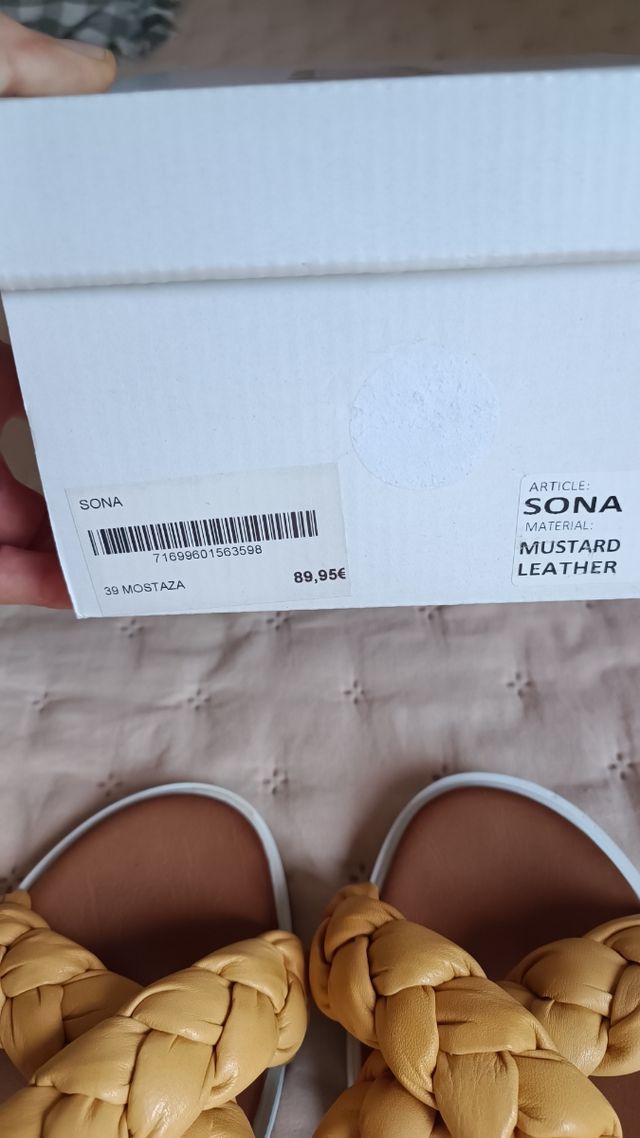 SONA
71699601563598
39 MOSTAZA
89,95€
ARTICLE:
SONA
MATERIAL:
MUSTARD
LEATHER